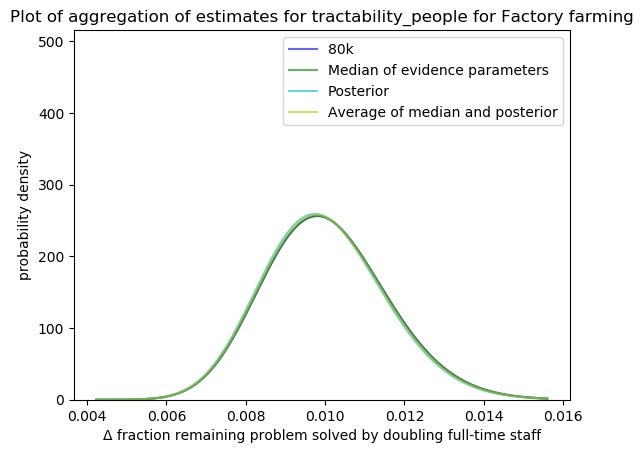 Plot of aggregation of estimates for tractability_people for Factory farming
500
400
300
200
100
0
probability density
80k
Median of evidence parameters
Posterior
Average of median and posterior
0.004 0.006 0.008 0.010 0.012 0.014 0.016
Δ fraction remaining problem solved by doubling full-time staff